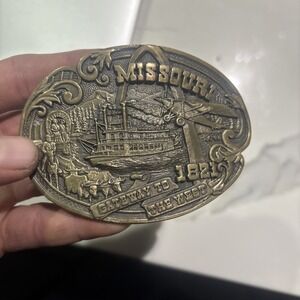 MISSOURI
1821
GATEWAY TO
THE WEST